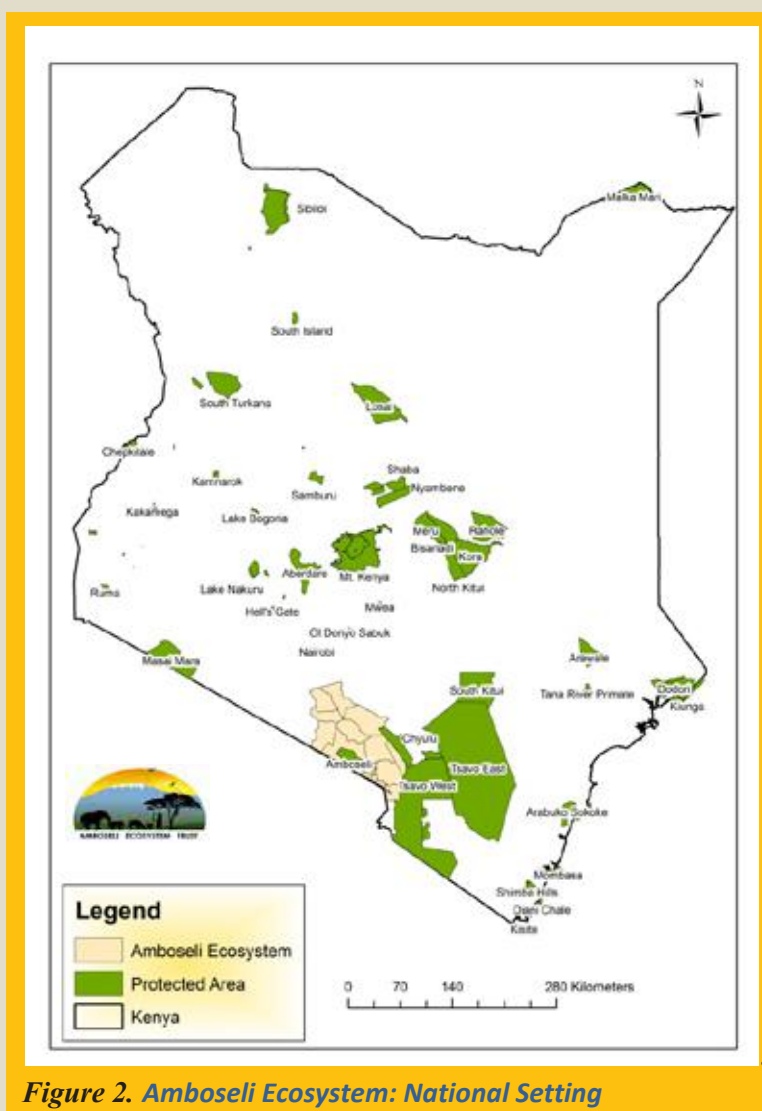 N
Sibiloi
Malka Mari
South Island
South Turkana
Losai
Chepkitale
Kamnarok
Shaba
Nyambene
Samburu
Kakamega
Lake Bogoria
Meru
Rahole
Bisanadi
Kora
Aberdare
Mt. Kenya
Lake Nakuru
North Kitui
Ruma
Hell's Gate
Mwea
Ol Donyo Sabuk
Nairobi
Masai Mara
Arawale
South Kitui
Tana River Primate
Dodori
Kiunga
Chyulu
Amboseli
Tsavo East
Tsavo West
Arabuko Sokoke
AMBOSELI ECOSYSTEM TRUST
Mombasa
Shimba Hills
Diani Chale
Kisite
Legend
Amboseli Ecosystem
Protected Area
Kenya
0 70 140 280 Kilometers
Figure 2. Amboseli Ecosystem: National Setting